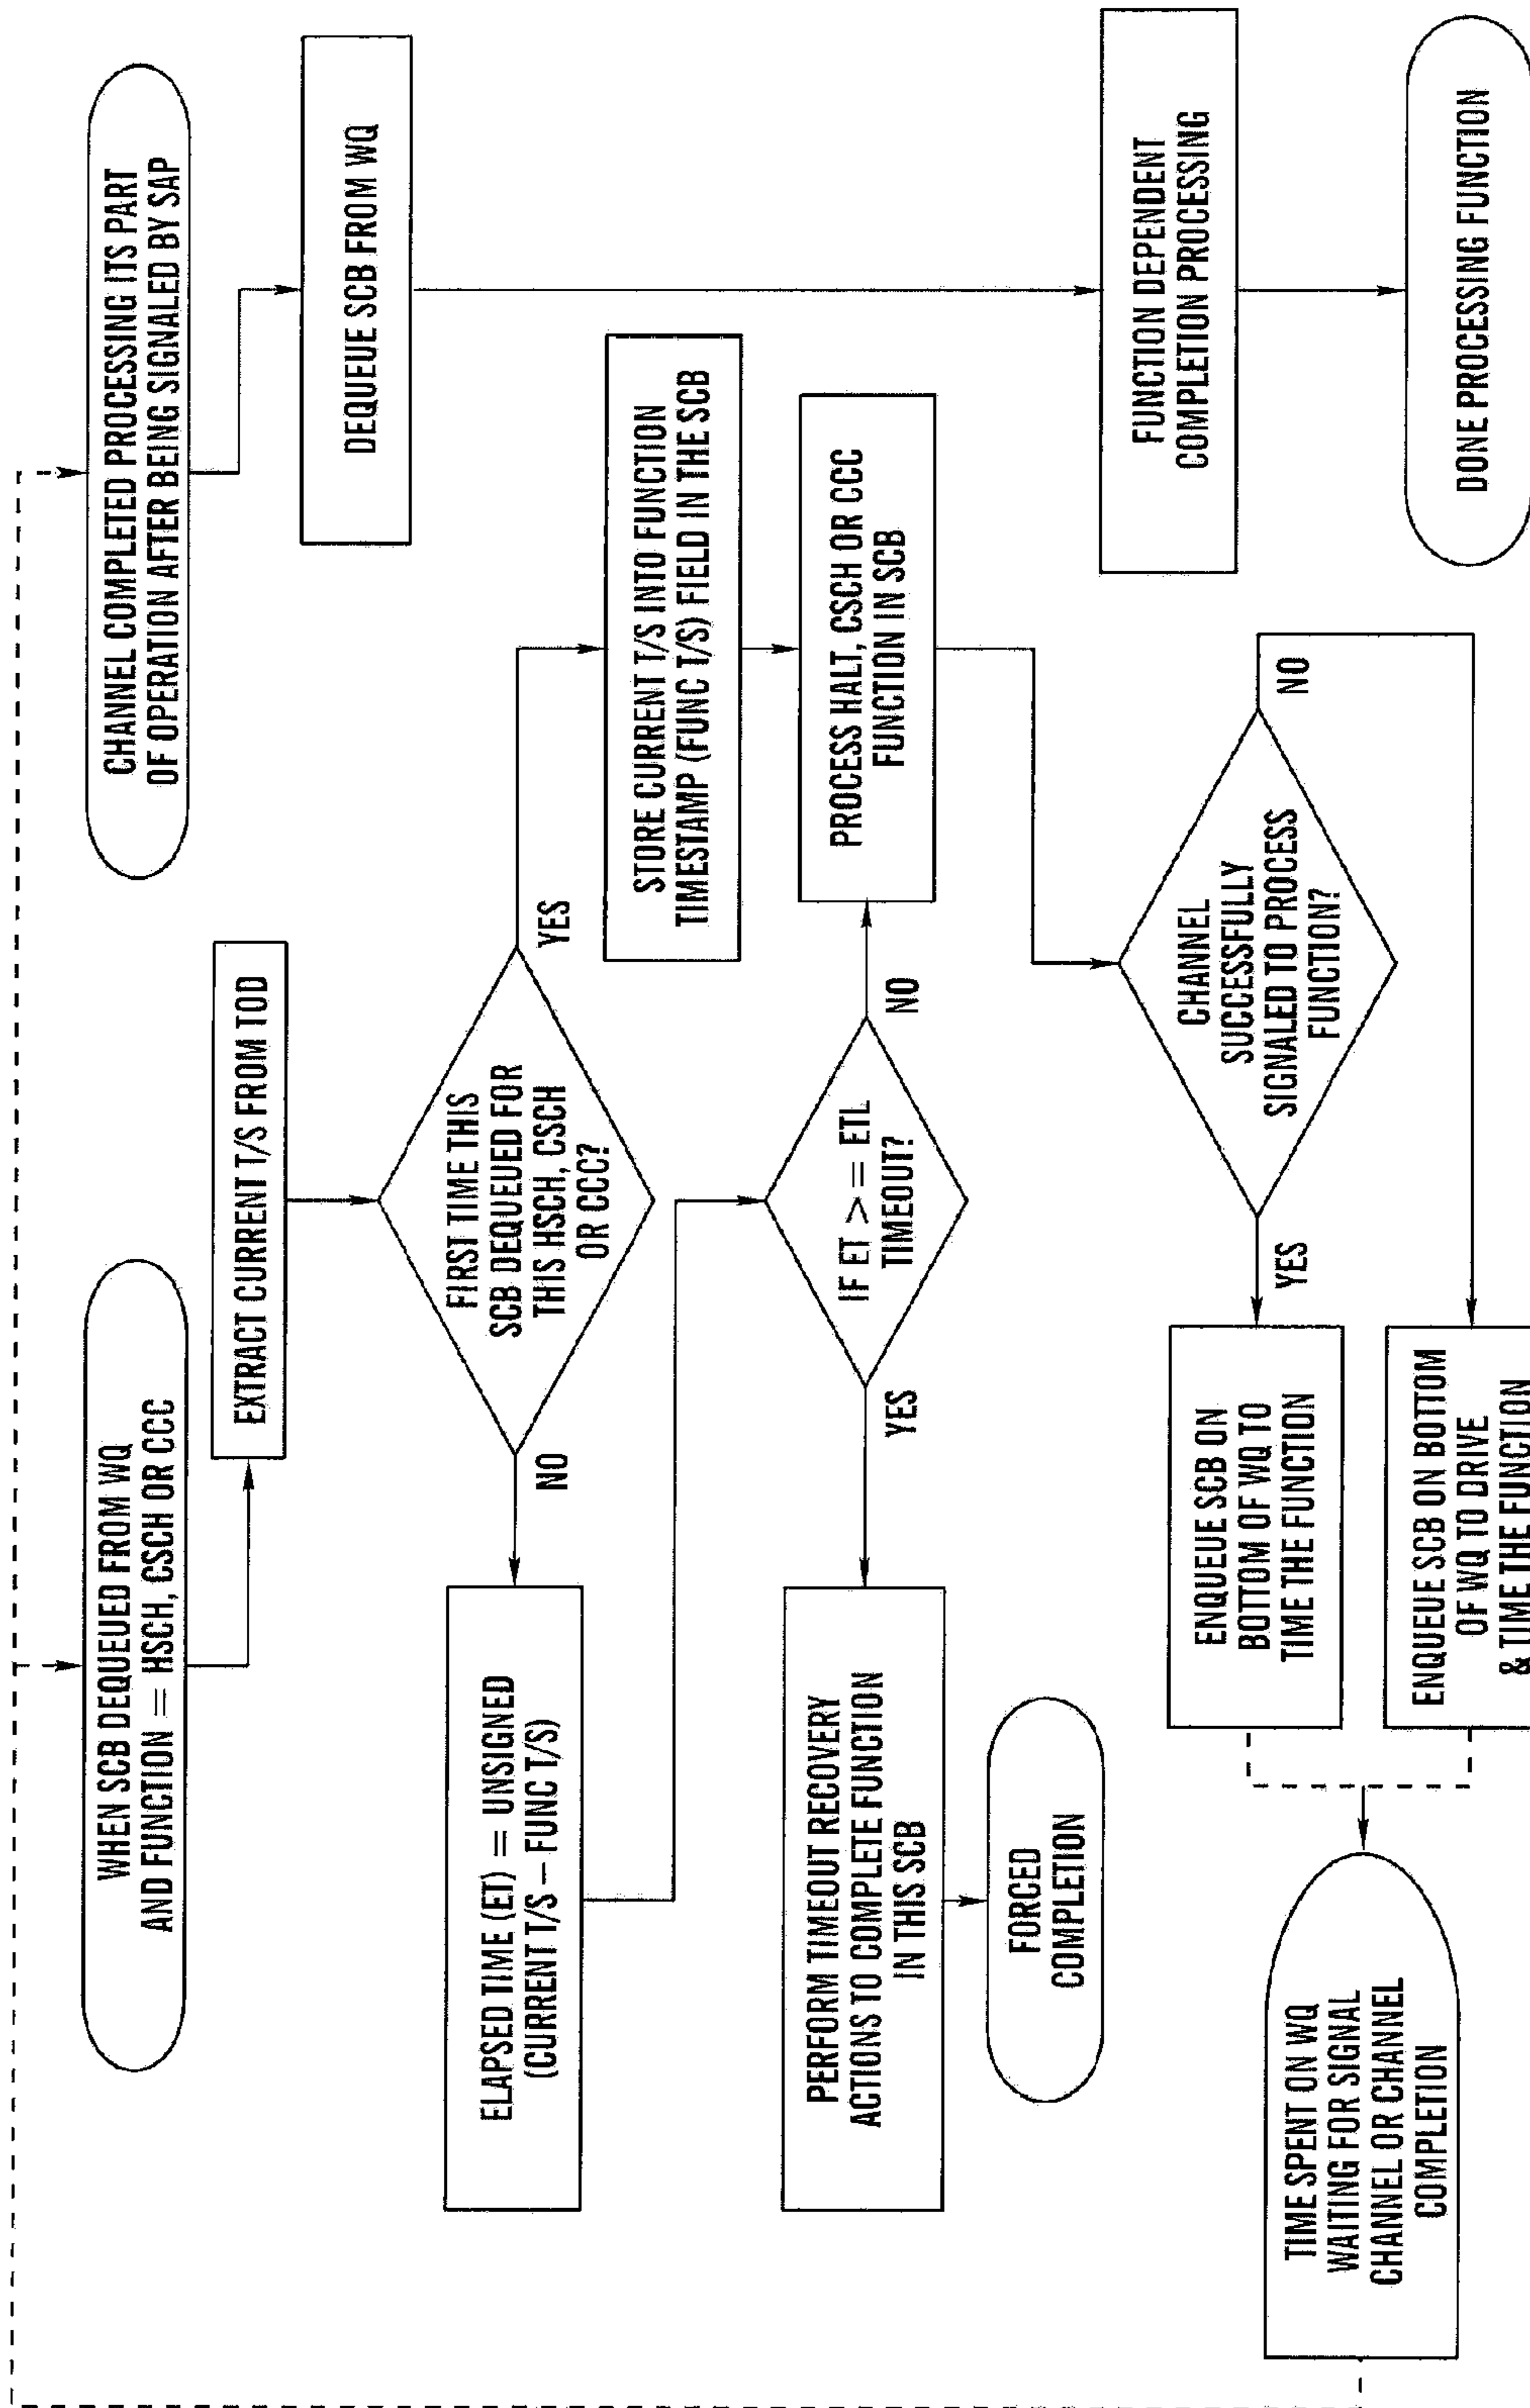 WHEN SCB DEQUEUED FROM WQ
AND FUNCTION = HSCH, CSCH OR CCC
CHANNEL COMPLETED PROCESSING ITS PART
OF OPERATION AFTER BEING SIGNALED BY SAP
EXTRACT CURRENT T/S FROM TOD
DEQUEUE SCB FROM WQ
FIRST TIME THIS
SCB DEQUEUED FOR
THIS HSCH, CSCH
OR CCC?
NO
YES
ELAPSED TIME (ET) = UNSIGNED
(CURRENT T/S – FUNC T/S)
STORE CURRENT T/S INTO FUNCTION
TIMESTAMP (FUNC T/S) FIELD IN THE SCB
IF ET >= ETL
TIMEOUT?
YES
NO
PERFORM TIMEOUT RECOVERY
ACTIONS TO COMPLETE FUNCTION
IN THIS SCB
PROCESS HALT, CSCH OR CCC
FUNCTION IN SCB
FORCED
COMPLETION
FUNCTION DEPENDENT
COMPLETION PROCESSING
CHANNEL
SUCCESSFULLY
SIGNALED TO PROCESS
FUNCTION?
YES
NO
ENQUEUE SCB ON
BOTTOM OF WQ TO
TIME THE FUNCTION
TIME SPENT ON WQ
WAITING FOR SIGNAL
CHANNEL OR CHANNEL
COMPLETION
ENQUEUE SCB ON BOTTOM
OF WQ TO DRIVE
& TIME THE FUNCTION
DONE PROCESSING FUNCTION